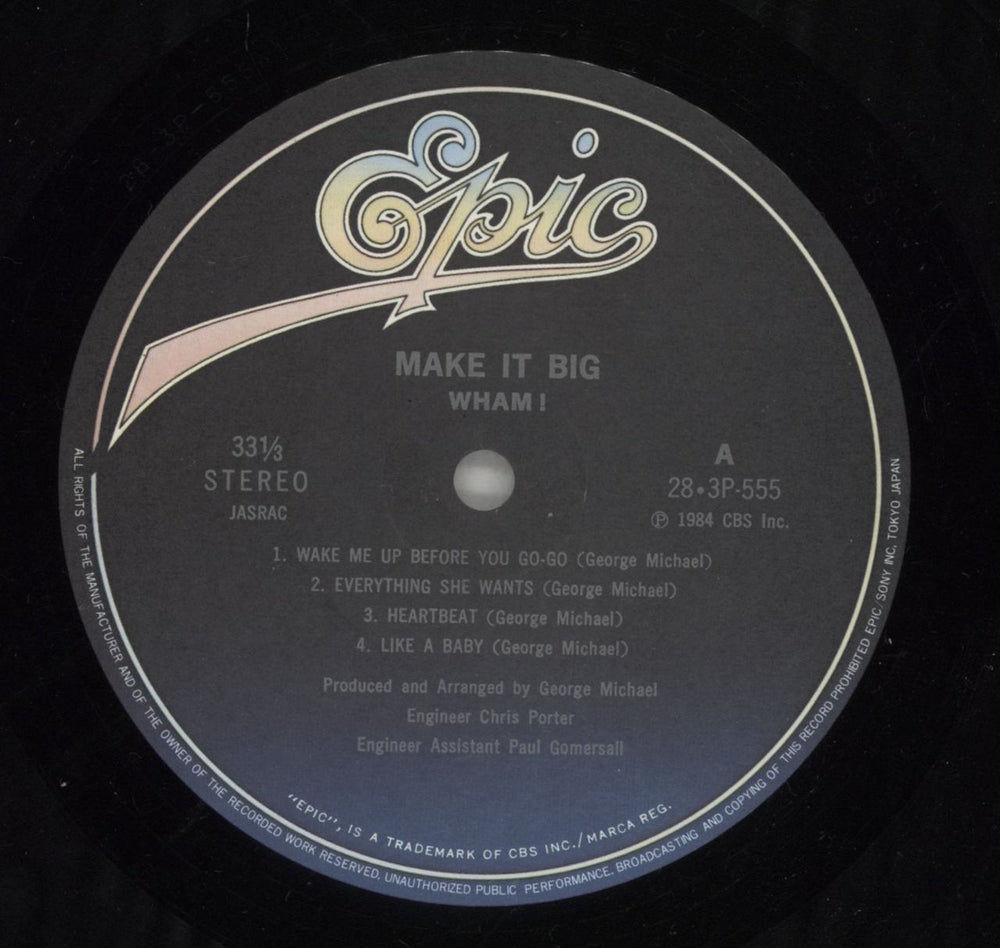 Epic
MAKE IT BIG
WHAM!
33⅓
STEREO
JASRAC
A
28•3P-555
Ⓟ 1984 CBS Inc.
1. WAKE ME UP BEFORE YOU GO-GO (George Michael)
2. EVERYTHING SHE WANTS (George Michael)
3. HEARTBEAT (George Michael)
4. LIKE A BABY (George Michael)
Produced and Arranged by George Michael
Engineer Chris Porter
Engineer Assistant Paul Gomersall
"EPIC", IS A TRADEMARK OF CBS INC./MARCA REG.
ALL RIGHTS OF THE MANUFACTURER AND OF THE OWNER OF THE RECORDED WORK RESERVED. UNAUTHORIZED PUBLIC PERFORMANCE, BROADCASTING AND COPYING OF THIS RECORD PROHIBITED EPIC/SONY INC. TOKYO JAPAN